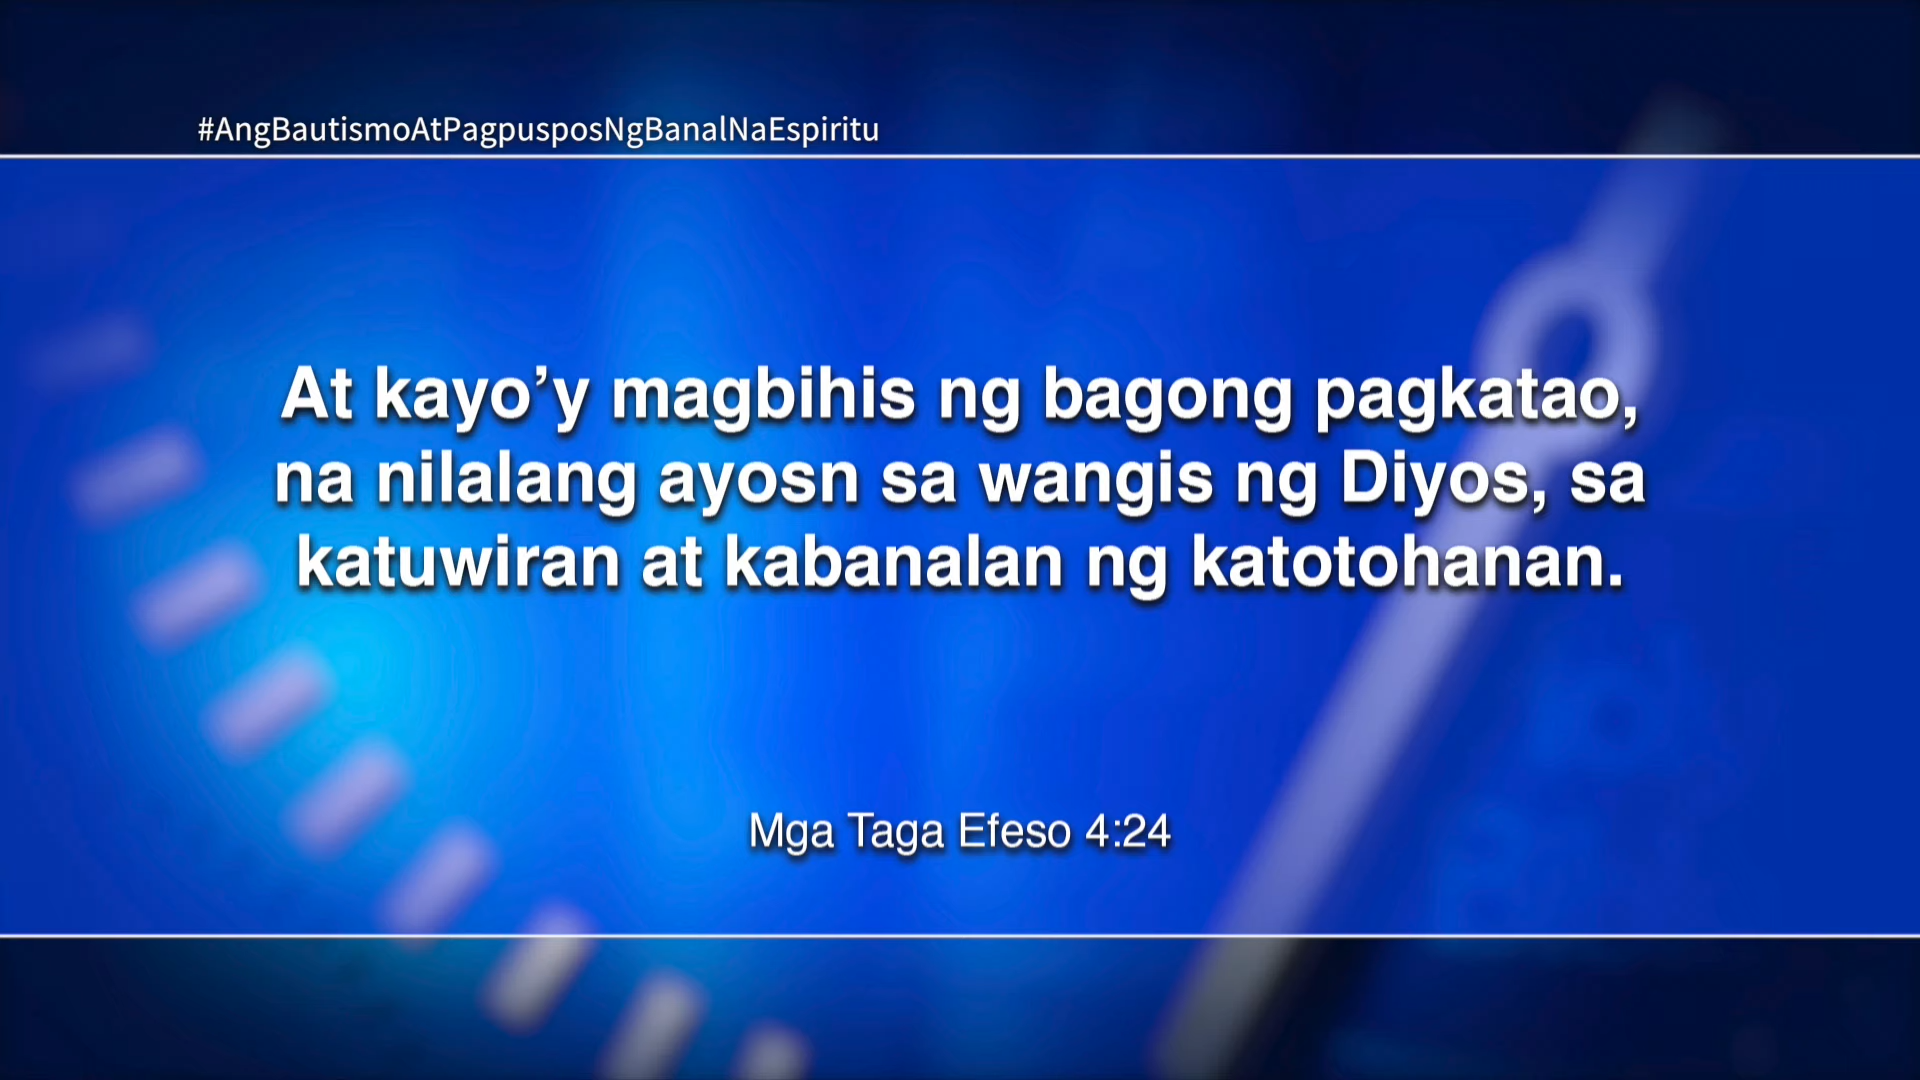 #AngBautismoAtPagpusposNgBanalNaEspiritu
At kayo’y magbihis ng bagong pagkatao,
na nilalang ayosn sa wangis ng Diyos, sa
katuwiran at kabanalan ng katotohanan.
Mga Taga Efeso 4:24